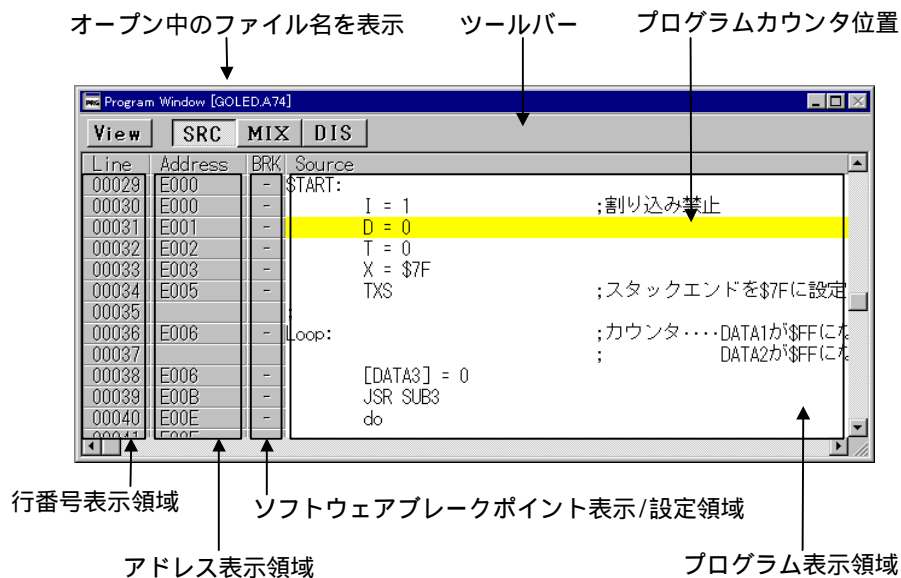 オープン中のファイル名を表示 ツールバー プログラムカウンタ位置
Program Window [GOLED.A74]
View SRC MIX DIS
Line Address BRK Source
00029 E000 - START:
00030 E000 - I = 1 ;割り込み禁止
00031 E001 - D = 0
00032 E002 - T = 0
00033 E003 - X = $7F
00034 E005 - TXS ;スタックエンドを$7Fに設定
00035 ;
00036 E006 - Loop: ;カウンタ････DATA1が$FFにな
00037 ; DATA2が$FFにな
00038 E006 - [DATA3] = 0
00039 E00B - JSR SUB3
00040 E00E - do
行番号表示領域 ソフトウェアブレークポイント表示/設定領域
アドレス表示領域 プログラム表示領域